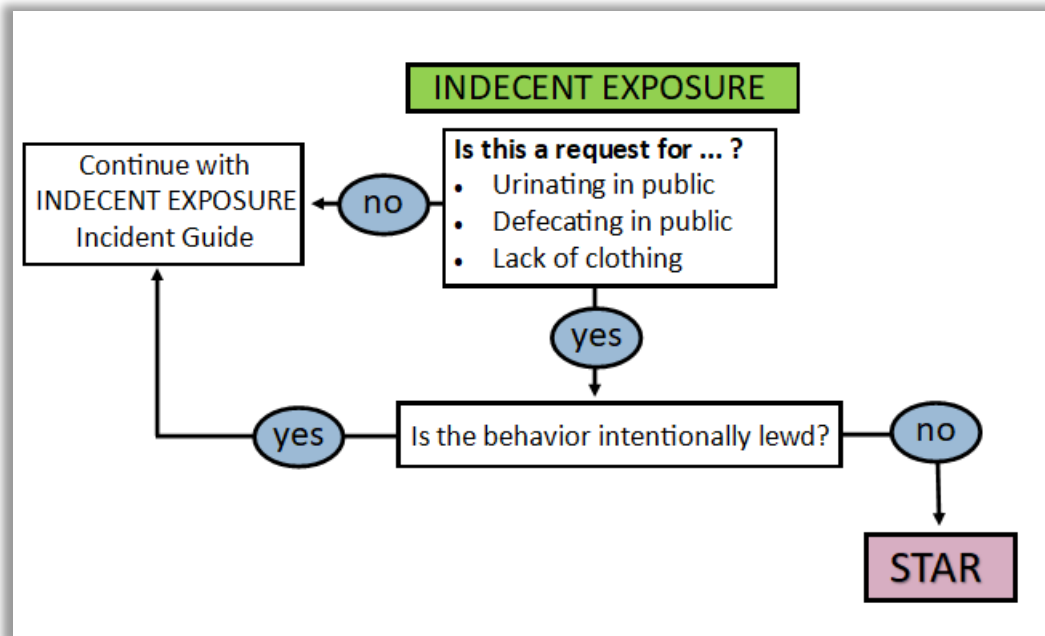 INDECENT EXPOSURE
Is this a request for ... ?
• Urinating in public
• Defecating in public
• Lack of clothing
no
Continue with
INDECENT EXPOSURE
Incident Guide
yes
Is the behavior intentionally lewd?
yes
no
STAR